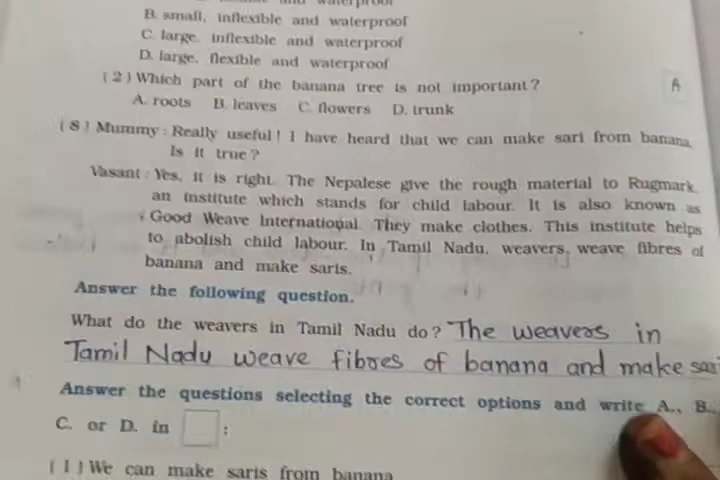 B. small, inflexible and waterproof
C. large, inflexible and waterproof
D. large, flexible and waterproof
( 2 ) Which part of the banana tree is not important ? A
A. roots B. leaves C. flowers D. trunk
( 8 ) Mummy : Really useful ! I have heard that we can make sari from banana.
Is it true ?
Vasant : Yes, it is right. The Nepalese give the rough material to Rugmark,
an institute which stands for child labour. It is also known as
Good Weave International. They make clothes. This institute helps
to abolish child labour. In Tamil Nadu, weavers, weave fibres of
banana and make saris.
Answer the following question.
What do the weavers in Tamil Nadu do ? The weavers in
Tamil Nadu weave fibres of banana and make
Answer the questions selecting the correct options and write A., B.,
C. or D. in :
( 1 ) We can make saris from banana